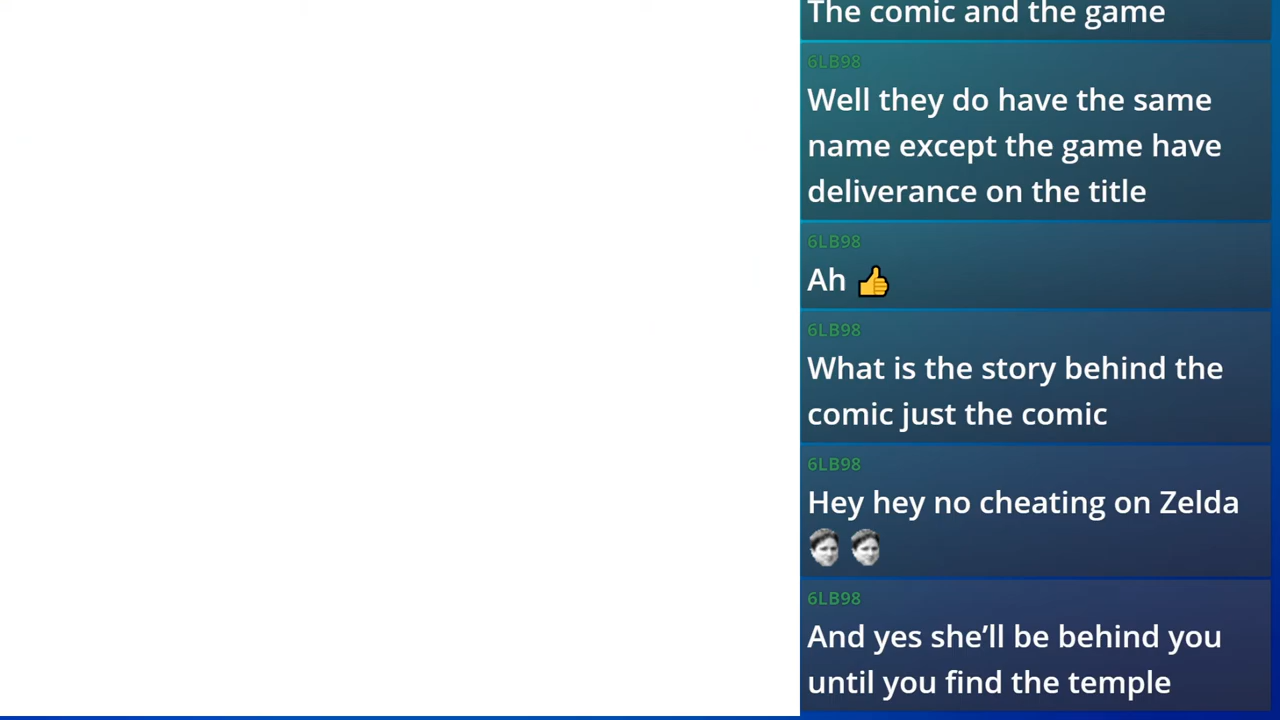 The comic and the game
6LB98
Well they do have the same
name except the game have
deliverance on the title
6LB98
Ah 👍
6LB98
What is the story behind the
comic just the comic
6LB98
Hey hey no cheating on Zelda
6LB98
And yes she’ll be behind you
until you find the temple